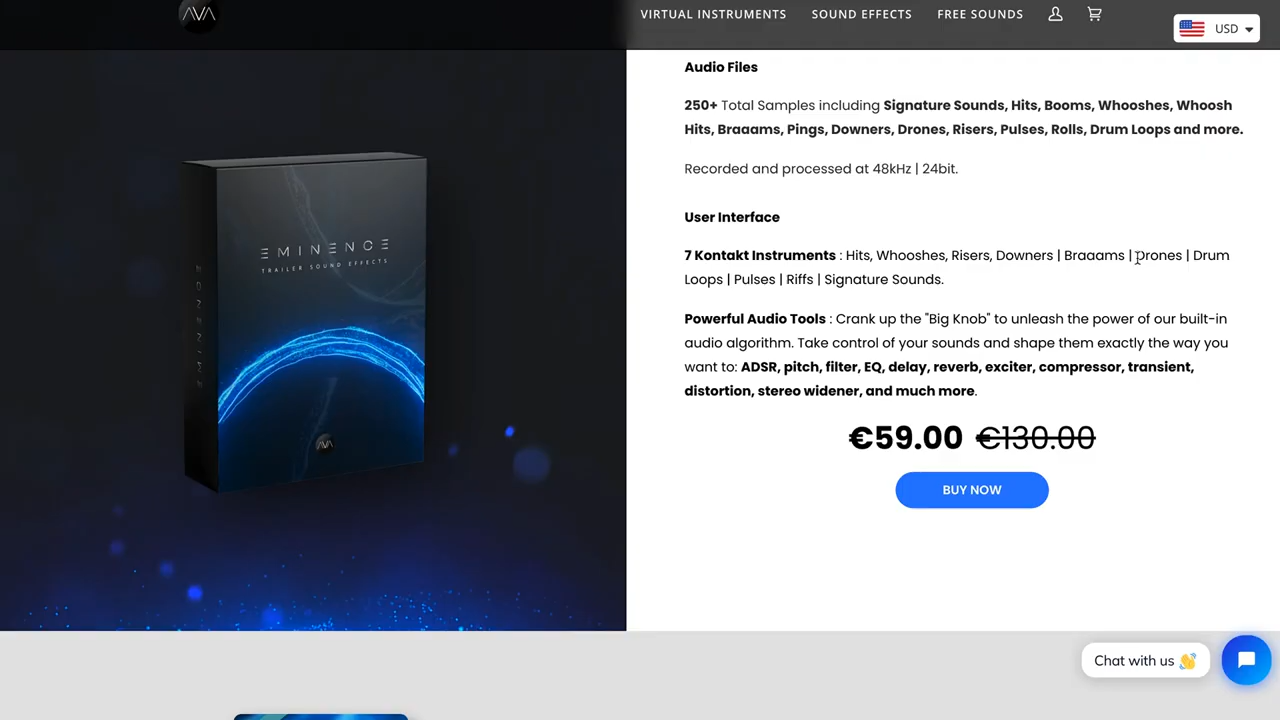 AVA
VIRTUAL INSTRUMENTS
SOUND EFFECTS
FREE SOUNDS
USD
EMINENCE
TRAILER SOUND EFFECTS
AVA
Audio Files
250+ Total Samples including Signature Sounds, Hits, Booms, Whooshes, Whoosh
Hits, Braaams, Pings, Downers, Drones, Risers, Pulses, Rolls, Drum Loops and more.
Recorded and processed at 48kHz | 24bit.
User Interface
7 Kontakt Instruments : Hits, Whooshes, Risers, Downers | Braaams | Drones | Drum
Loops | Pulses | Riffs | Signature Sounds.
Powerful Audio Tools : Crank up the "Big Knob" to unleash the power of our built-in
audio algorithm. Take control of your sounds and shape them exactly the way you
want to: ADSR, pitch, filter, EQ, delay, reverb, exciter, compressor, transient,
distortion, stereo widener, and much more.
€59.00 €130.00
BUY NOW
Chat with us 👋